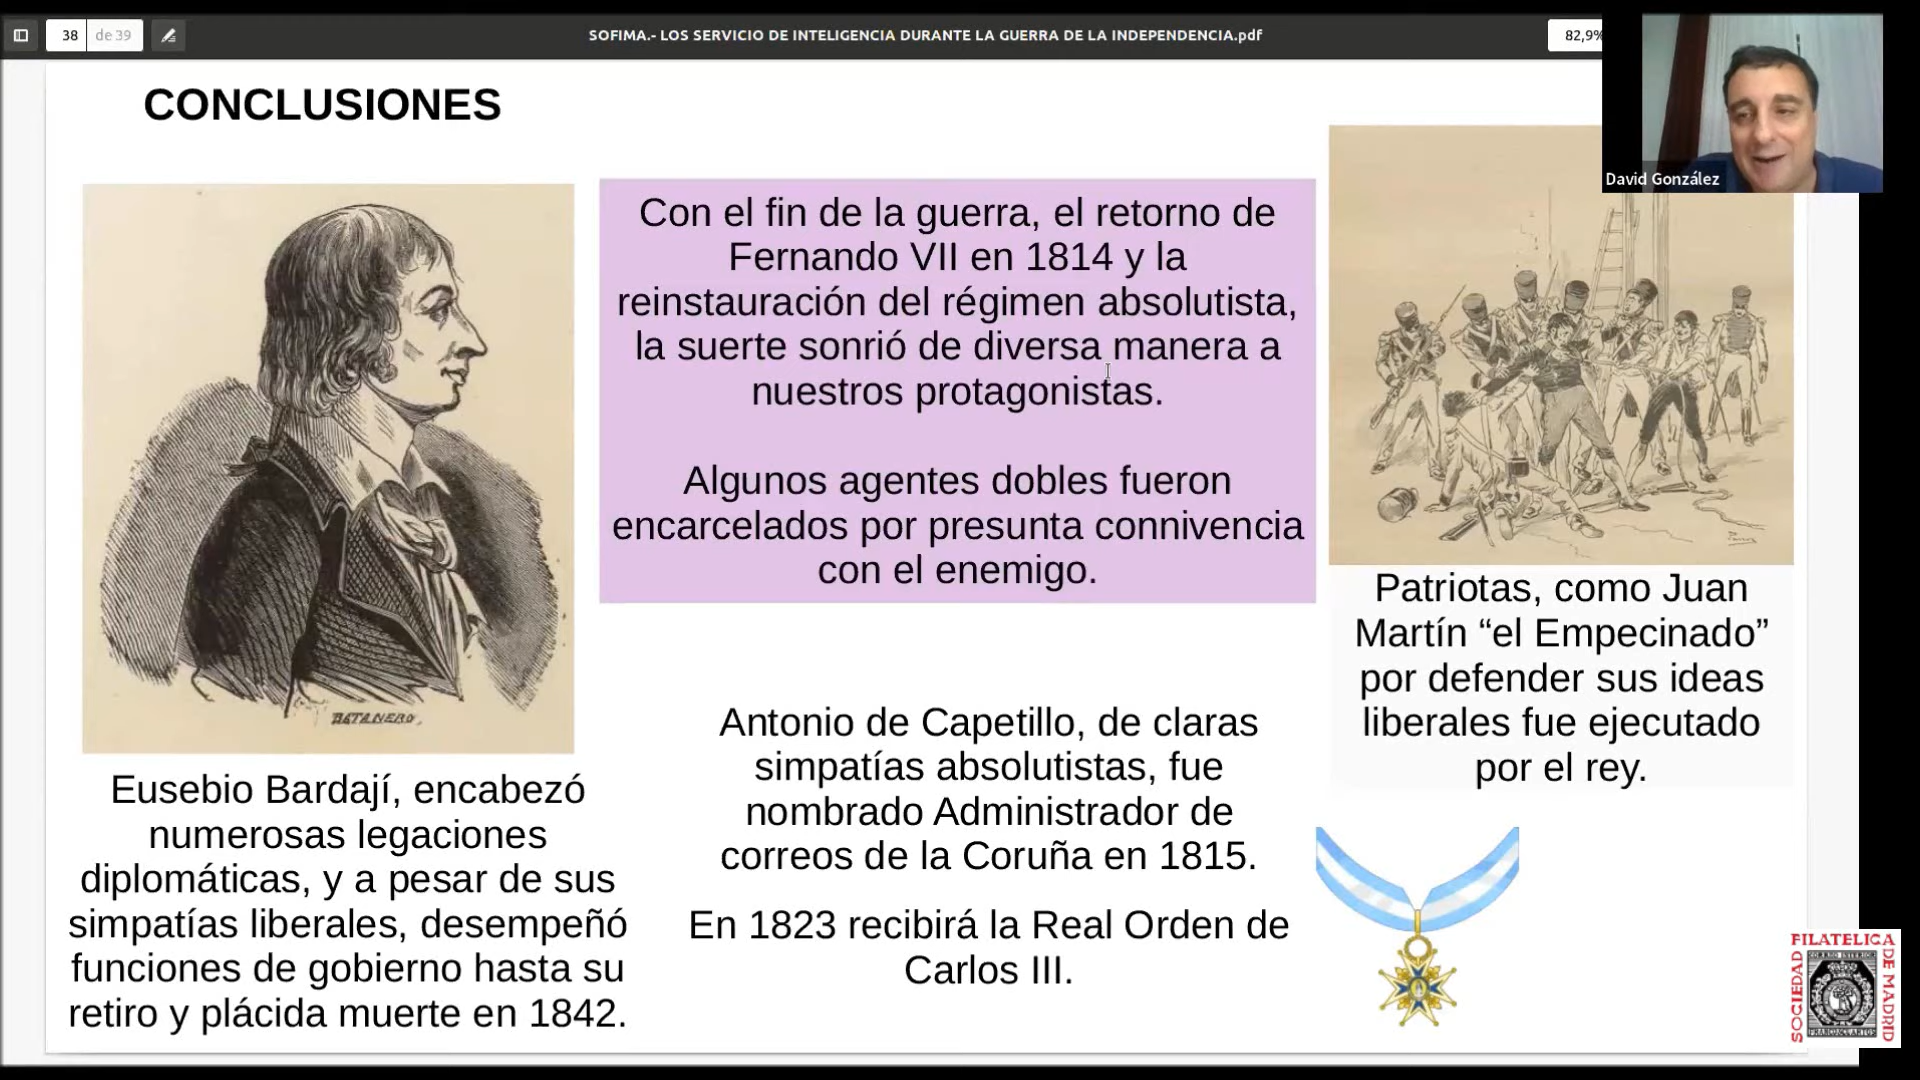 38 de 39
SOFIMA.- LOS SERVICIO DE INTELIGENCIA DURANTE LA GUERRA DE LA INDEPENDENCIA.pdf
82,9%
David González
CONCLUSIONES
Con el fin de la guerra, el retorno de
Fernando VII en 1814 y la
reinstauración del régimen absolutista,
la suerte sonrió de diversa manera a
nuestros protagonistas.
Algunos agentes dobles fueron
encarcelados por presunta connivencia
con el enemigo.
BATANERO.
Eusebio Bardají, encabezó
numerosas legaciones
diplomáticas, y a pesar de sus
simpatías liberales, desempeñó
funciones de gobierno hasta su
retiro y plácida muerte en 1842.
Antonio de Capetillo, de claras
simpatías absolutistas, fue
nombrado Administrador de
correos de la Coruña en 1815.
En 1823 recibirá la Real Orden de
Carlos III.
Patriotas, como Juan
Martín “el Empecinado”
por defender sus ideas
liberales fue ejecutado
por el rey.
SOCIEDAD
FILATELICA
DE MADRID
CORREO INTERIOR
FRANCO CUARTOS